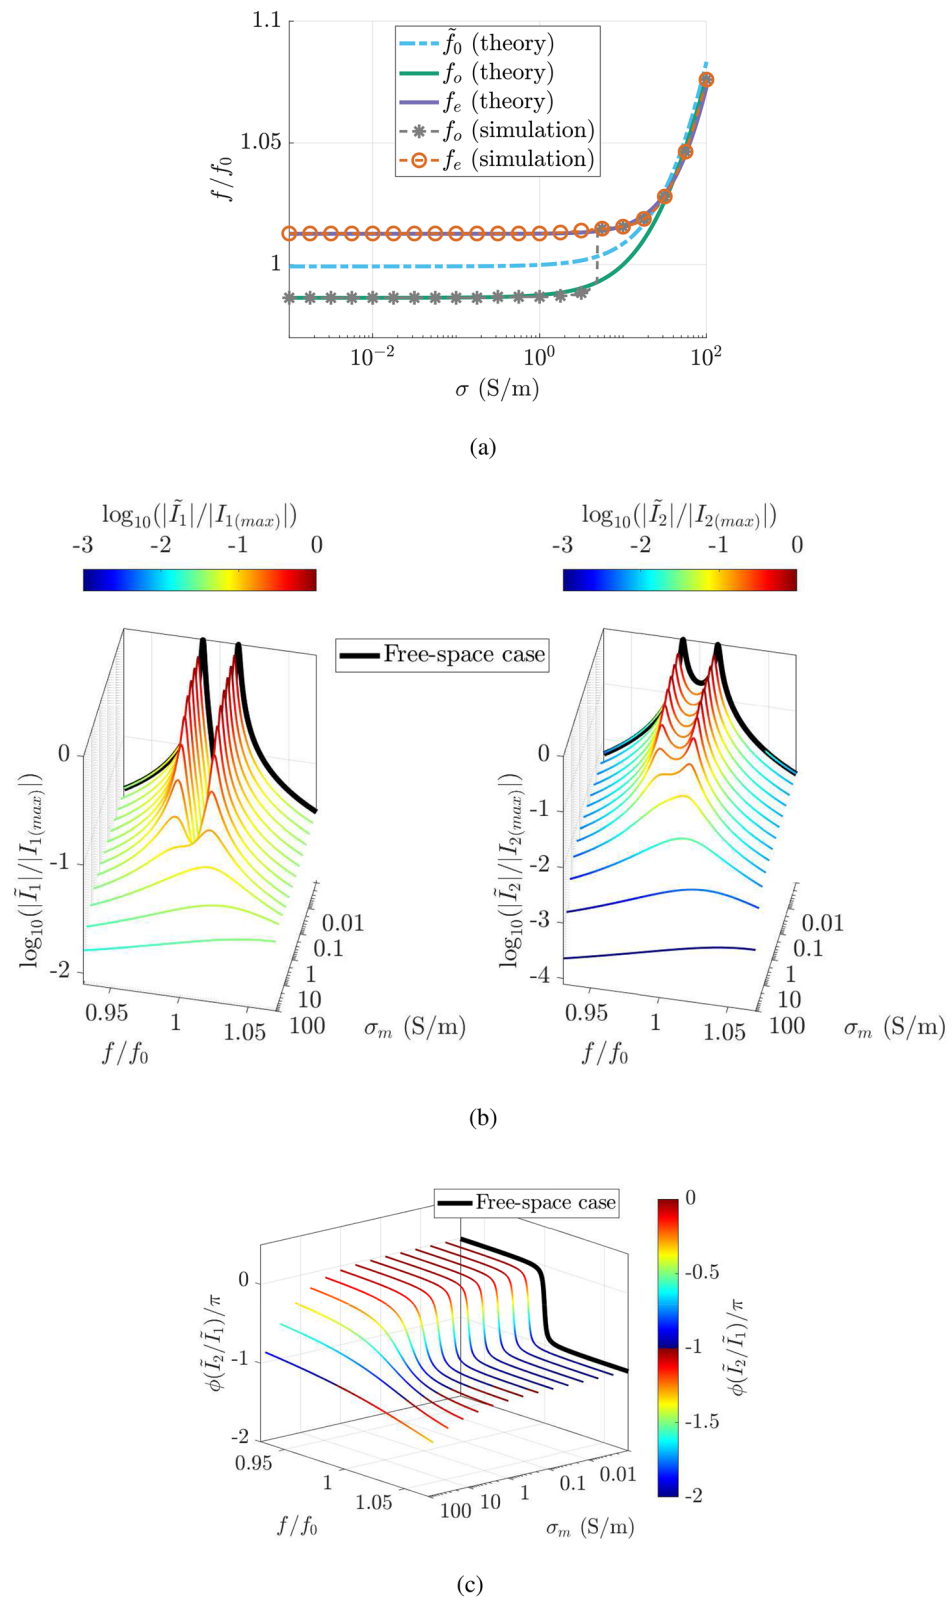 1.1
1.05
1
f/f₀
f̃₀ (theory)
fₒ (theory)
fₑ (theory)
fₒ (simulation)
fₑ (simulation)
10⁻² 10⁰ 10²
σ (S/m)
(a)
log₁₀(|Ĩ₁|/|I₁₍ₘₐₓ₎|)
-3 -2 -1 0
log₁₀(|Ĩ₂|/|I₂₍ₘₐₓ₎|)
-3 -2 -1 0
Free-space case
0
-1
-2
log₁₀(|Ĩ₁|/|I₁₍ₘₐₓ₎|)
0.95 1 1.05
f/f₀
0.01
0.1
1
10
100
σₘ (S/m)
0
-1
-2
-3
-4
log₁₀(|Ĩ₂|/|I₂₍ₘₐₓ₎|)
0.95 1 1.05
f/f₀
0.01
0.1
1
10
100
σₘ (S/m)
(b)
Free-space case
0
-1
-2
ϕ(Ĩ₂/Ĩ₁)/π
0.95
1
1.05
f/f₀
100 10 1 0.1 0.01
σₘ (S/m)
0
-0.5
-1
-1.5
-2
ϕ(Ĩ₂/Ĩ₁)/π
(c)